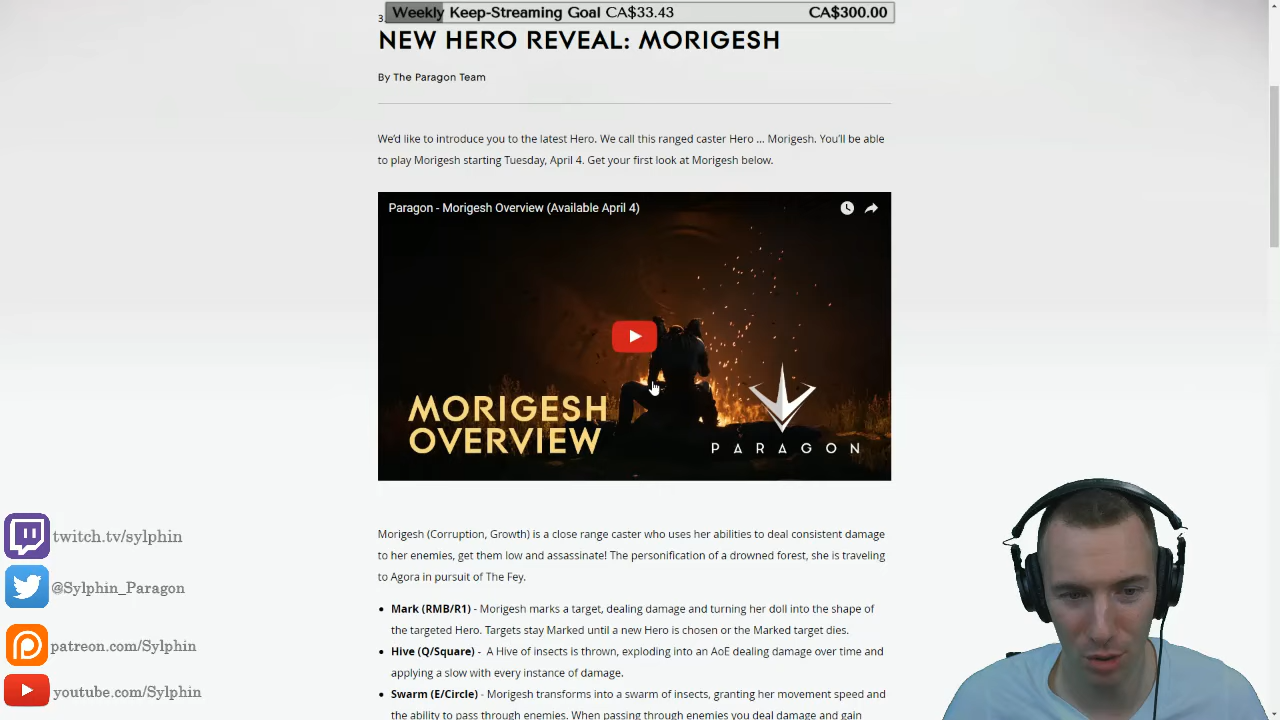 Weekly Keep-Streaming Goal CA$33.43 CA$300.00
3.
NEW HERO REVEAL: MORIGESH
By The Paragon Team
We'd like to introduce you to the latest Hero. We call this ranged caster Hero ... Morigesh. You'll be able
to play Morigesh starting Tuesday, April 4. Get your first look at Morigesh below.
Paragon - Morigesh Overview (Available April 4)
MORIGESH
OVERVIEW
PARAGON
Morigesh (Corruption, Growth) is a close range caster who uses her abilities to deal consistent damage
to her enemies, get them low and assassinate! The personification of a drowned forest, she is traveling
to Agora in pursuit of The Fey.
• Mark (RMB/R1) - Morigesh marks a target, dealing damage and turning her doll into the shape of
the targeted Hero. Targets stay Marked until a new Hero is chosen or the Marked target dies.
• Hive (Q/Square) - A Hive of insects is thrown, exploding into an AoE dealing damage over time and
applying a slow with every instance of damage.
• Swarm (E/Circle) - Morigesh transforms into a swarm of insects, granting her movement speed and
the ability to pass through enemies. When passing through enemies you deal damage and gain
twitch.tv/sylphin
@Sylphin_Paragon
patreon.com/Sylphin
youtube.com/Sylphin